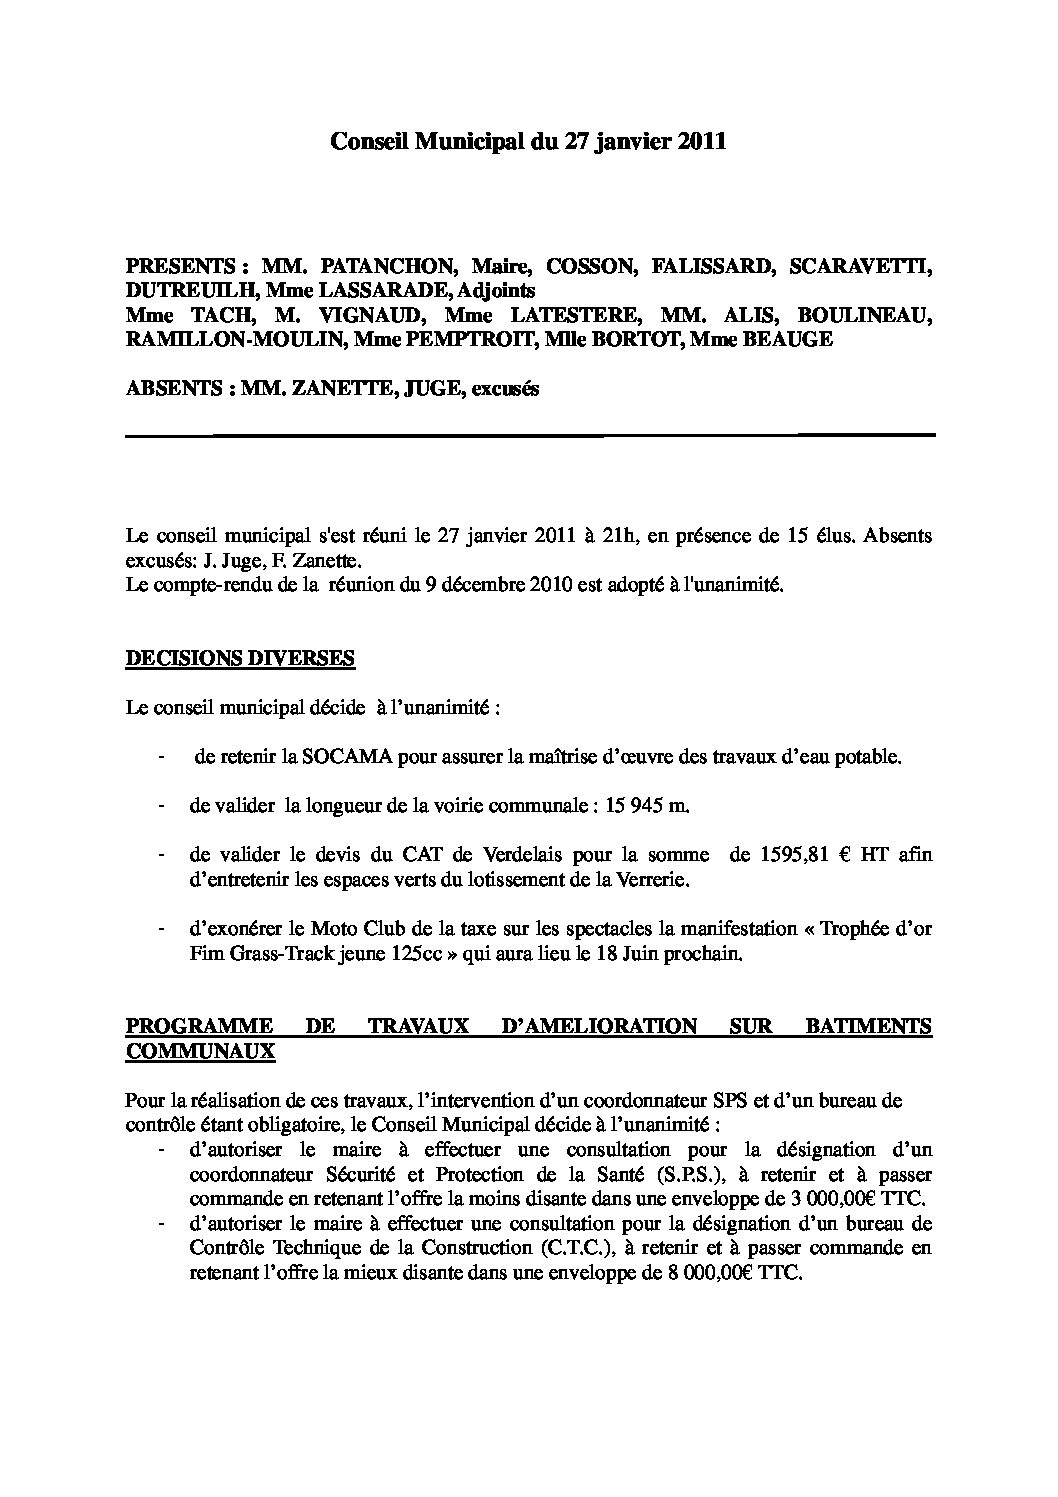 Conseil Municipal du 27 janvier 2011
PRESENTS : MM. PATANCHON, Maire, COSSON, FALISSARD, SCARAVETTI,
DUTREUILH, Mme LASSARADE, Adjoints
Mme TACH, M. VIGNAUD, Mme LATESTERE, MM. ALIS, BOULINEAU,
RAMILLON-MOULIN, Mme PEMPTROIT, Mlle BORTOT, Mme BEAUGE
ABSENTS : MM. ZANETTE, JUGE, excusés
Le conseil municipal s'est réuni le 27 janvier 2011 à 21h, en présence de 15 élus. Absents
excusés: J. Juge, F. Zanette.
Le compte-rendu de la réunion du 9 décembre 2010 est adopté à l'unanimité.
DECISIONS DIVERSES
Le conseil municipal décide à l’unanimité :
- de retenir la SOCAMA pour assurer la maîtrise d’œuvre des travaux d’eau potable.
- de valider la longueur de la voirie communale : 15 945 m.
- de valider le devis du CAT de Verdelais pour la somme de 1595,81 € HT afin
d’entretenir les espaces verts du lotissement de la Verrerie.
- d’exonérer le Moto Club de la taxe sur les spectacles la manifestation « Trophée d’or
Fim Grass-Track jeune 125cc » qui aura lieu le 18 Juin prochain.
PROGRAMME DE TRAVAUX D’AMELIORATION SUR BATIMENTS
COMMUNAUX
Pour la réalisation de ces travaux, l’intervention d’un coordonnateur SPS et d’un bureau de
contrôle étant obligatoire, le Conseil Municipal décide à l’unanimité :
- d’autoriser le maire à effectuer une consultation pour la désignation d’un
coordonnateur Sécurité et Protection de la Santé (S.P.S.), à retenir et à passer
commande en retenant l’offre la moins disante dans une enveloppe de 3 000,00€ TTC.
- d’autoriser le maire à effectuer une consultation pour la désignation d’un bureau de
Contrôle Technique de la Construction (C.T.C.), à retenir et à passer commande en
retenant l’offre la mieux disante dans une enveloppe de 8 000,00€ TTC.